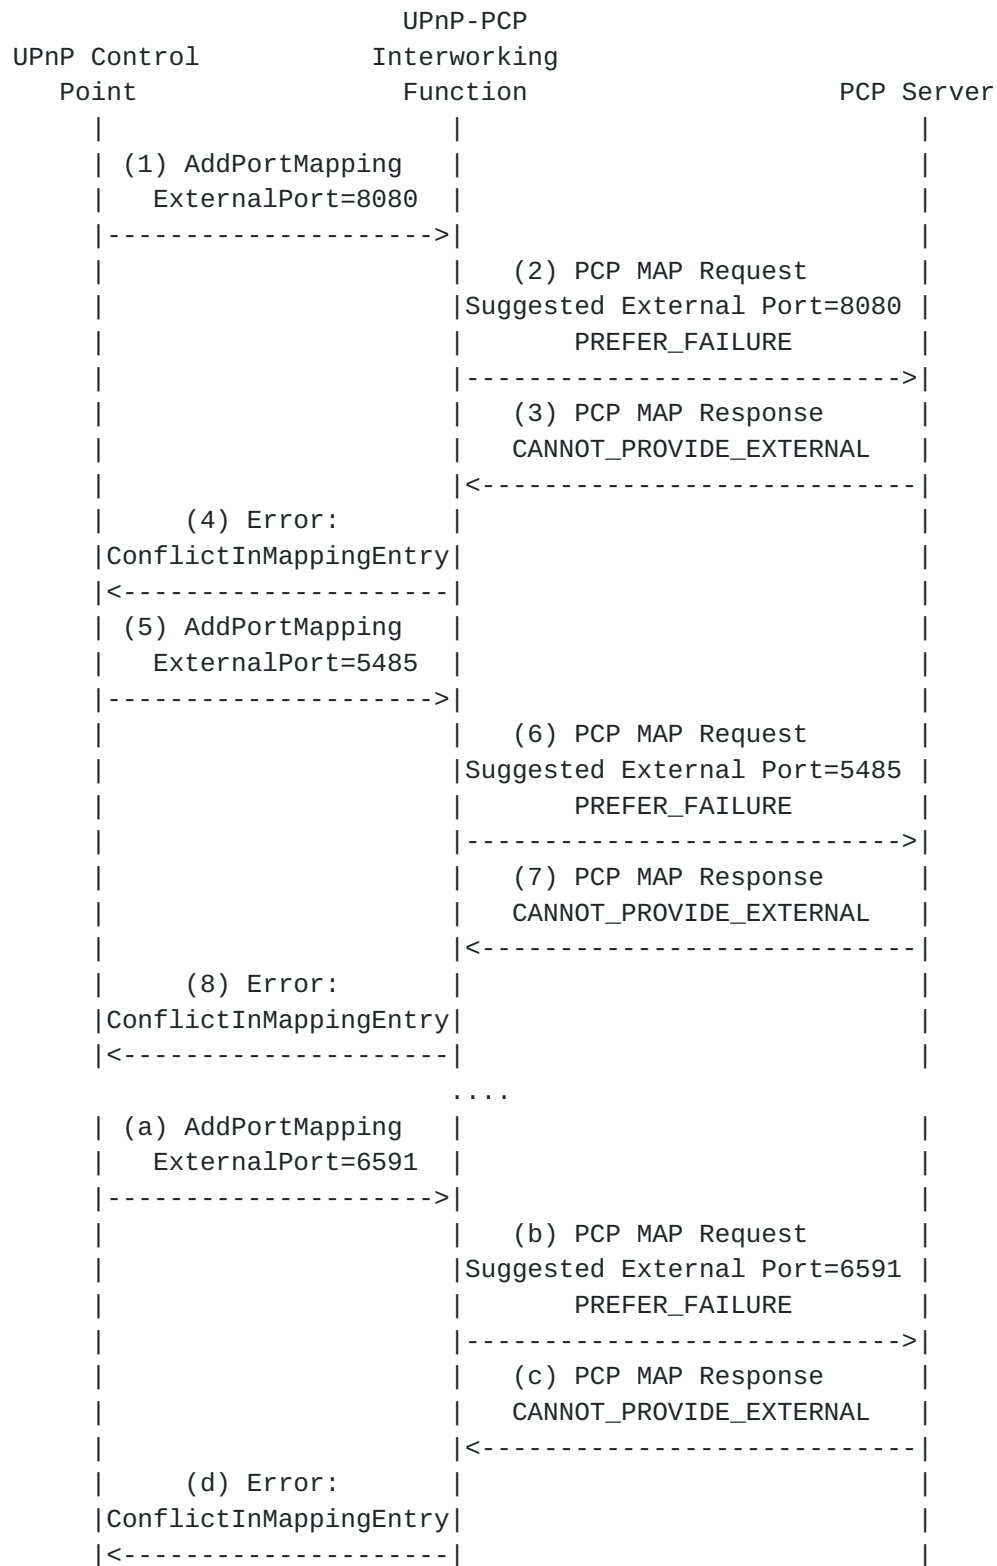 UPnP-PCP
UPnP Control           Interworking
   Point                 Function                    PCP Server
     |                      |                             |
     | (1) AddPortMapping   |                             |
     |   ExternalPort=8080  |                             |
     |--------------------->|                             |
     |                      |   (2) PCP MAP Request       |
     |                      |Suggested External Port=8080 |
     |                      |       PREFER_FAILURE        |
     |                      |---------------------------->|
     |                      |   (3) PCP MAP Response      |
     |                      |   CANNOT_PROVIDE_EXTERNAL   |
     |                      |<----------------------------|
     |     (4) Error:       |                             |
     |ConflictInMappingEntry|                             |
     |<---------------------|                             |
     | (5) AddPortMapping   |                             |
     |   ExternalPort=5485  |                             |
     |--------------------->|                             |
     |                      |   (6) PCP MAP Request       |
     |                      |Suggested External Port=5485 |
     |                      |       PREFER_FAILURE        |
     |                      |---------------------------->|
     |                      |   (7) PCP MAP Response      |
     |                      |   CANNOT_PROVIDE_EXTERNAL   |
     |                      |<----------------------------|
     |     (8) Error:       |                             |
     |ConflictInMappingEntry|                             |
     |<---------------------|                             |
                            ....
     | (a) AddPortMapping   |                             |
     |   ExternalPort=6591  |                             |
     |--------------------->|                             |
     |                      |   (b) PCP MAP Request       |
     |                      |Suggested External Port=6591 |
     |                      |       PREFER_FAILURE        |
     |                      |---------------------------->|
     |                      |   (c) PCP MAP Response      |
     |                      |   CANNOT_PROVIDE_EXTERNAL   |
     |                      |<----------------------------|
     |     (d) Error:       |                             |
     |ConflictInMappingEntry|                             |
     |<---------------------|                             |